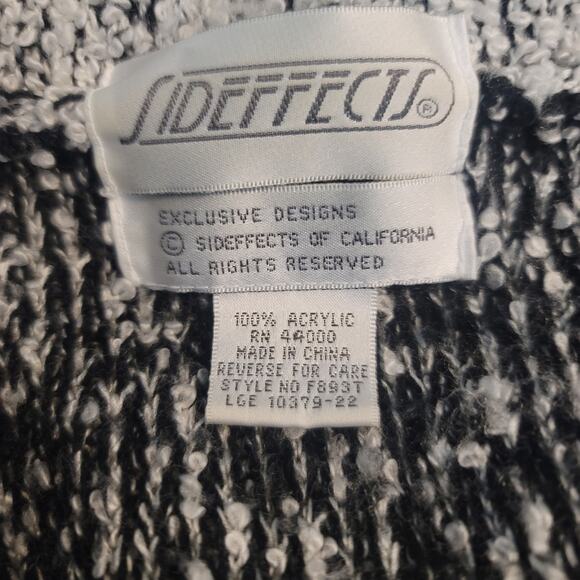 SIDEFFECTS®
EXCLUSIVE DESIGNS
© SIDEFFECTS OF CALIFORNIA
ALL RIGHTS RESERVED
100% ACRYLIC
RN 44000
MADE IN CHINA
REVERSE FOR CARE
STYLE NO F893T
LGE 10379-22